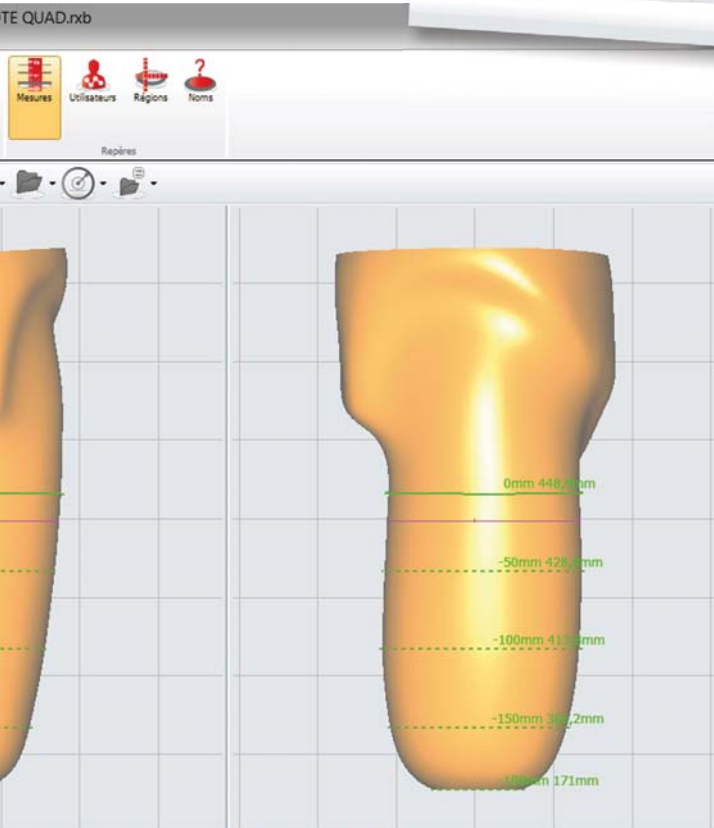 TE QUAD.rxb
Mesures
Utilisateurs
Régions
Noms
Repères
0mm
-50mm
-100mm
-150mm
171mm